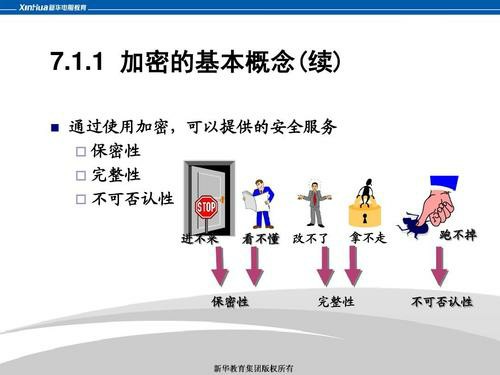 XinHua新华电脑教育
7.1.1 加密的基本概念(续)
通过使用加密，可以提供的安全服务
保密性
完整性
不可否认性
STOP
进不来 看不懂 改不了 拿不走 跑不掉
保密性 完整性 不可否认性
新华教育集团版权所有